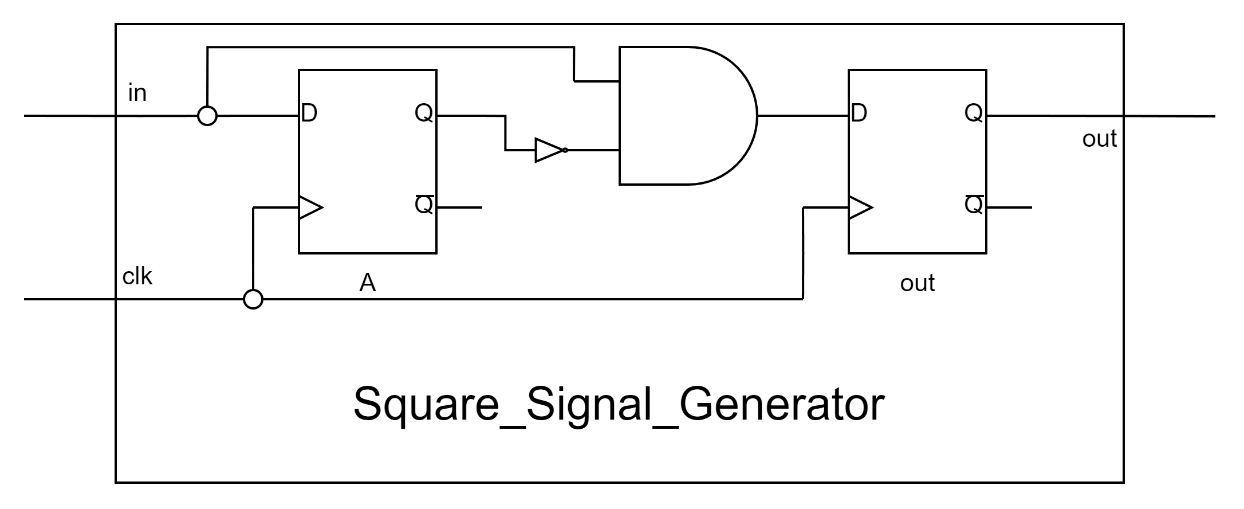 in
D
Q
Q̅
A
clk
D
Q
Q̅
out
out
Square_Signal_Generator